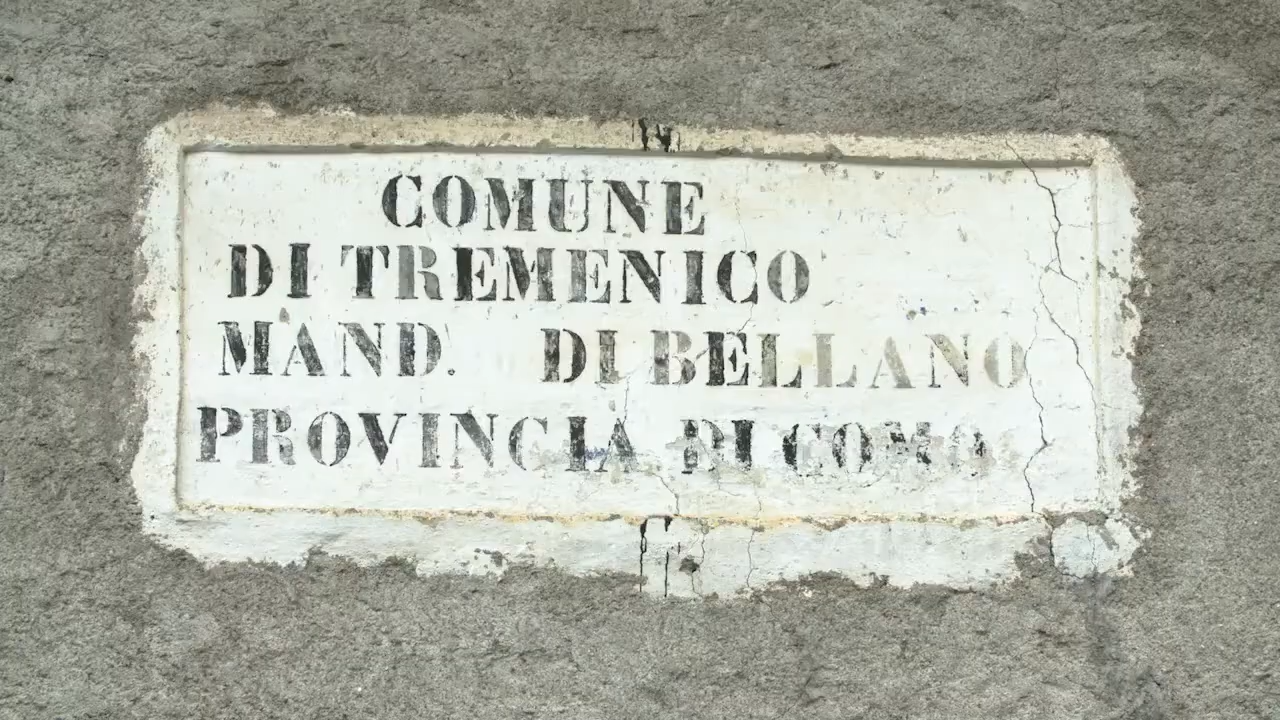 COMUNE
DI TREMENICO
MAND. DI BELLANO
PROVINCIA DI COMO